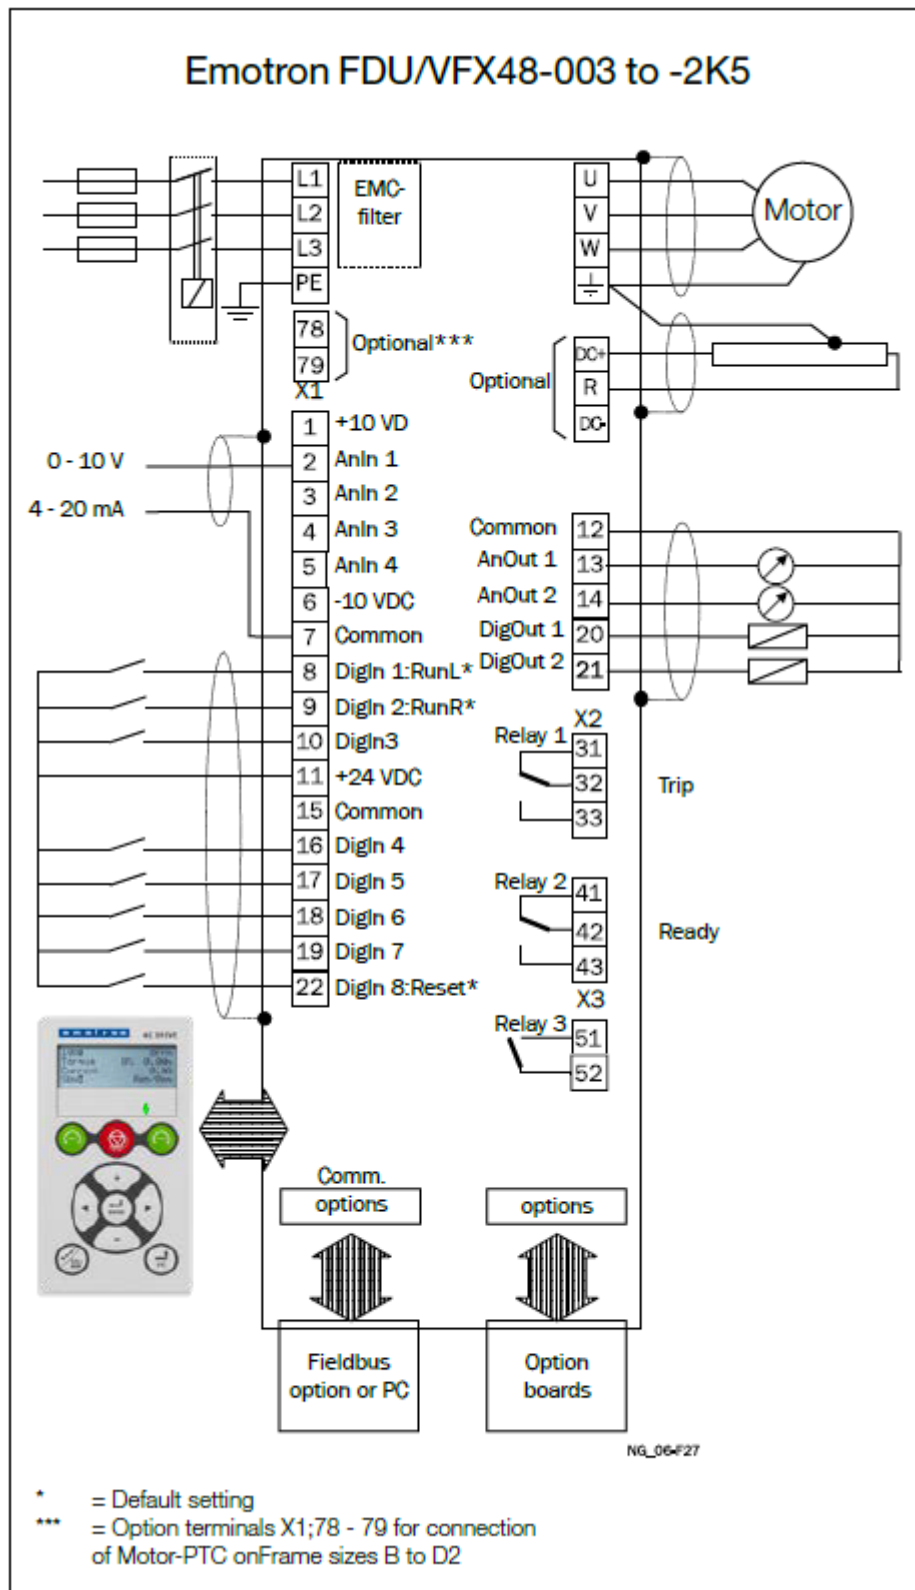 Emotron FDU/VFX48-003 to -2K5
L1
L2
L3
PE
EMC-
filter
U
V
W
Motor
78
79
Optional***
X1
Optional
DC+
R
DC-
0 - 10 V
4 - 20 mA
1 +10 VD
2 AnIn 1
3 AnIn 2
4 AnIn 3
5 AnIn 4
6 -10 VDC
7 Common
8 DigIn 1:RunL*
9 DigIn 2:RunR*
10 DigIn3
11 +24 VDC
15 Common
16 DigIn 4
17 DigIn 5
18 DigIn 6
19 DigIn 7
22 DigIn 8:Reset*
Common 12
AnOut 1 13
AnOut 2 14
DigOut 1 20
DigOut 2 21
X2
Relay 1
31
32
33
Trip
Relay 2
41
42
43
Ready
X3
Relay 3
51
52
emotron AC DRIVE
Comm.
options
options
Fieldbus
option or PC
Option
boards
NG_06-F27
* = Default setting
*** = Option terminals X1;78 - 79 for connection
of Motor-PTC onFrame sizes B to D2